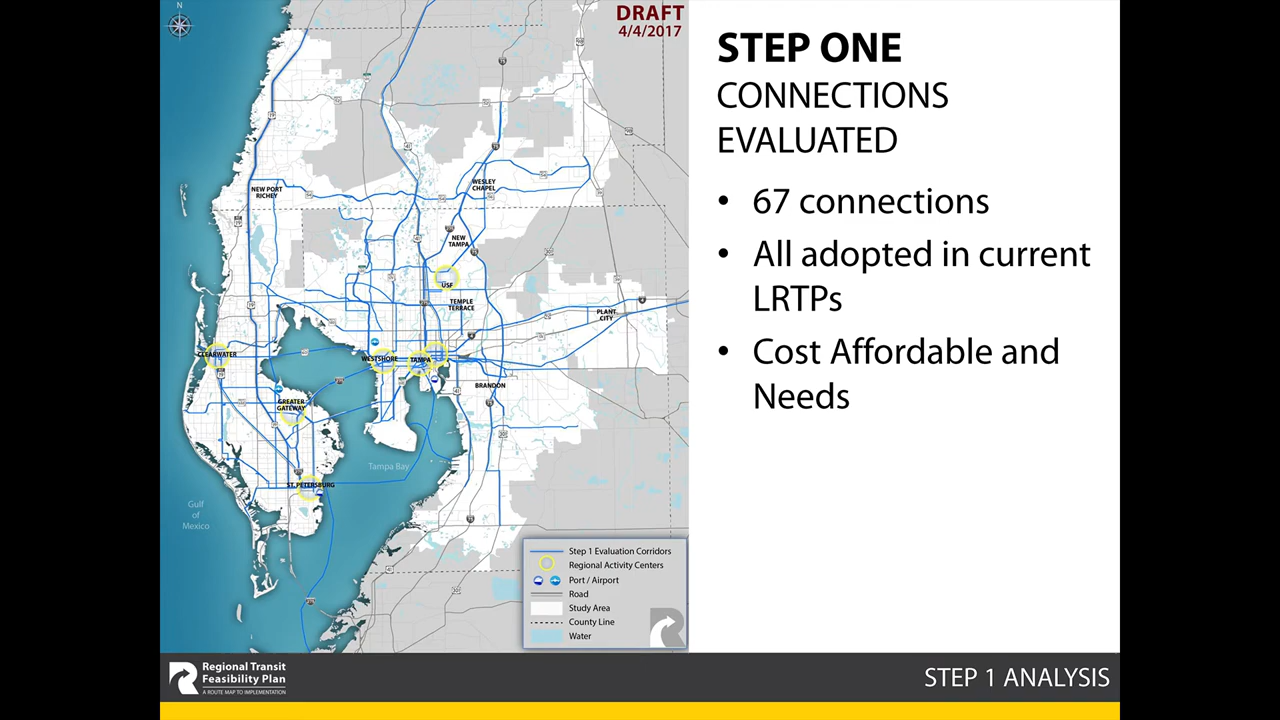 N
DRAFT
4/4/2017
NEW PORT
RICHEY
WESLEY
CHAPEL
NEW
TAMPA
USF
TEMPLE
TERRACE
PLANT
CITY
CLEARWATER
WESTSHORE
TAMPA
BRANDON
GREATER
GATEWAY
Tampa Bay
ST. PETERSBURG
Gulf
of
Mexico
Step 1 Evaluation Corridors
Regional Activity Centers
Port / Airport
Road
Study Area
County Line
Water
STEP ONE
CONNECTIONS
EVALUATED
• 67 connections
• All adopted in current
LRTPs
• Cost Affordable and
Needs
Regional Transit
Feasibility Plan
A ROUTE MAP TO IMPLEMENTATION
STEP 1 ANALYSIS